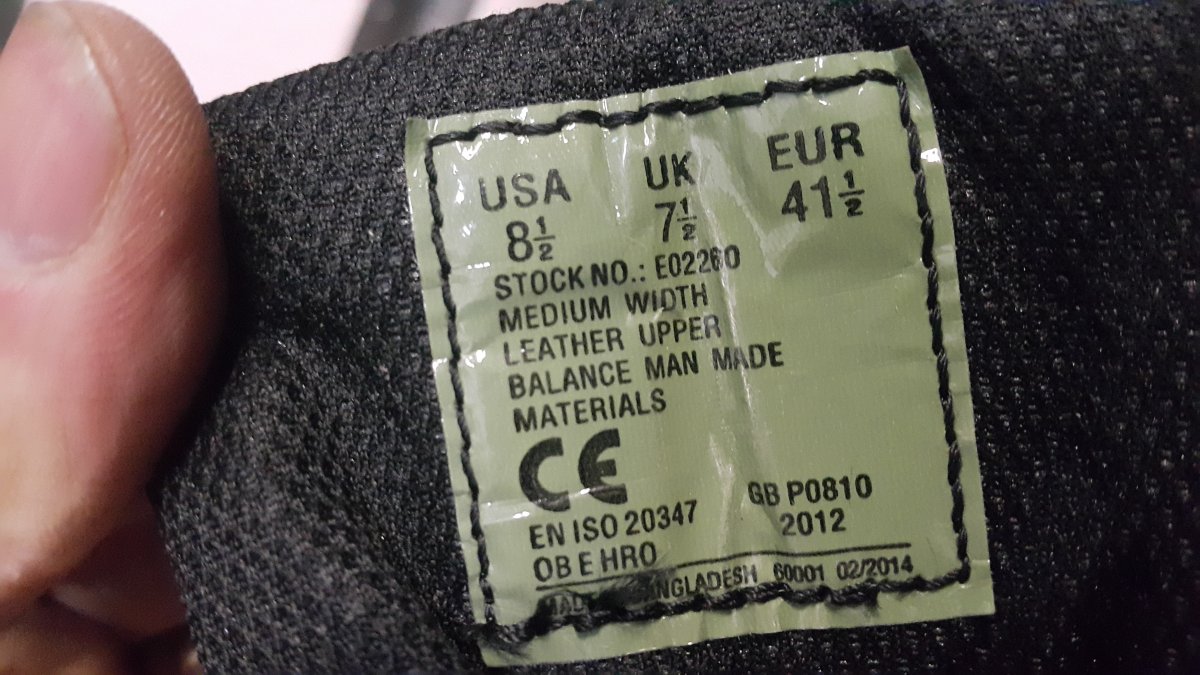 USA UK EUR
8½ 7½ 41½
STOCK NO.: E02260
MEDIUM WIDTH
LEATHER UPPER
BALANCE MAN MADE
MATERIALS
CE
EN ISO 20347 GB P0810
OB E HRO 2012
60001 02/2014